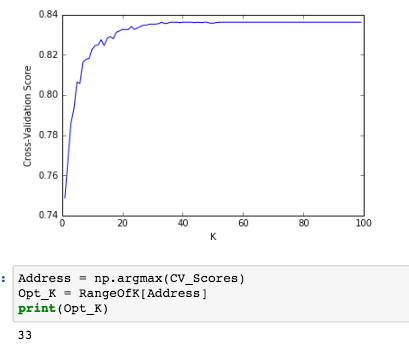 0.84
0.82
0.80
0.78
0.76
0.74
Cross-Validation Score
0 20 40 60 80 100
K
: Address = np.argmax(CV_Scores)
Opt_K = RangeOfK[Address]
print(Opt_K)
33